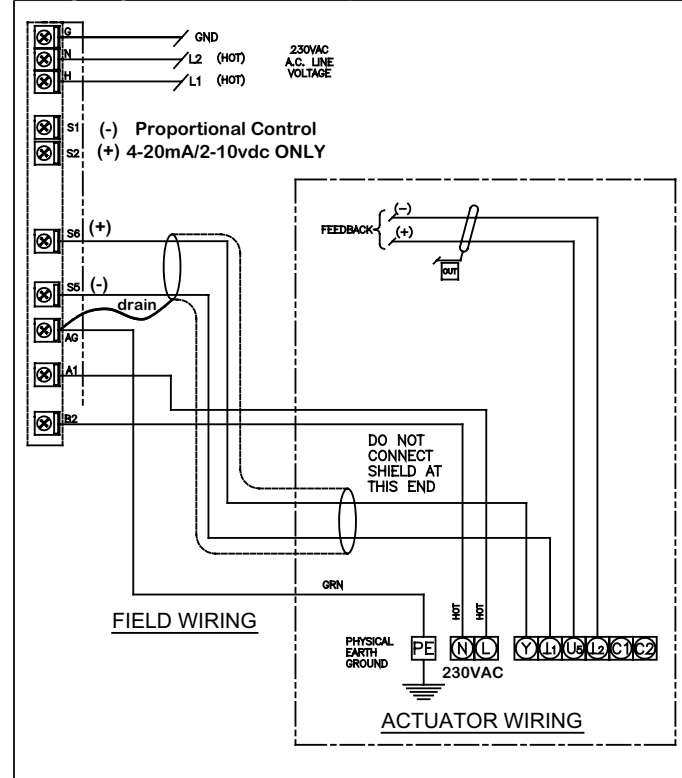 G
GND
N
L2 (HOT)
H
L1 (HOT)
230VAC
A.C. LINE
VOLTAGE
S1
(-) Proportional Control
S2
(+) 4-20mA/2-10vdc ONLY
FEEDBACK
(-)
(+)
OUT
S6
(+)
S5
(-)
drain
AG
A1
B2
DO NOT
CONNECT
SHIELD AT
THIS END
GRN
FIELD WIRING
HOT
HOT
PHYSICAL
EARTH
GROUND
PE
N
L
Y
⊥1
U5
⊥2
C1
C2
230VAC
ACTUATOR WIRING